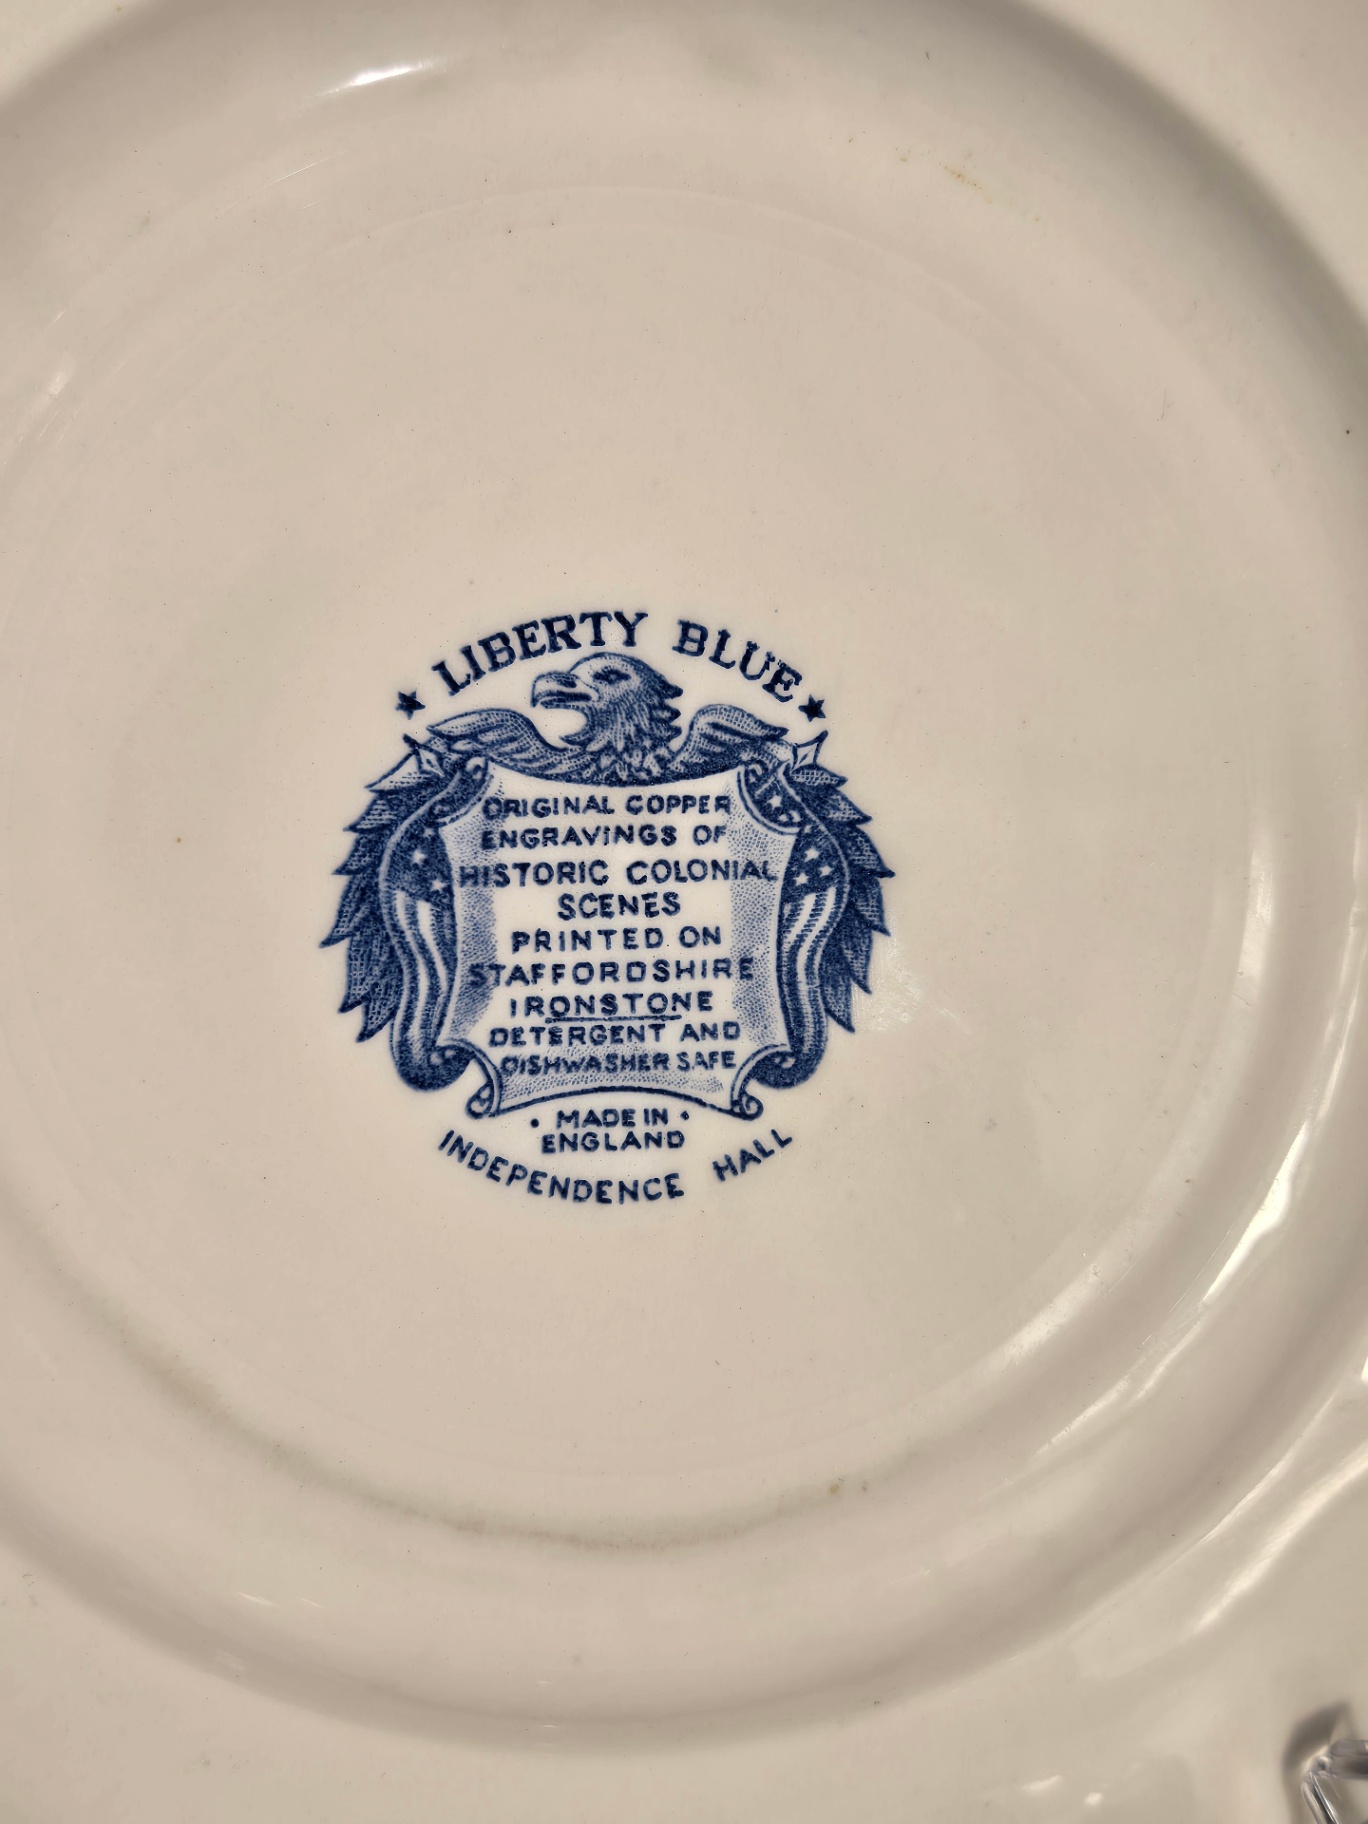 LIBERTY BLUE
ORIGINAL COPPER
ENGRAVINGS OF
HISTORIC COLONIAL
SCENES
PRINTED ON
STAFFORDSHIRE
IRONSTONE
DETERGENT AND
DISHWASHER SAFE
• MADE IN •
ENGLAND
INDEPENDENCE HALL